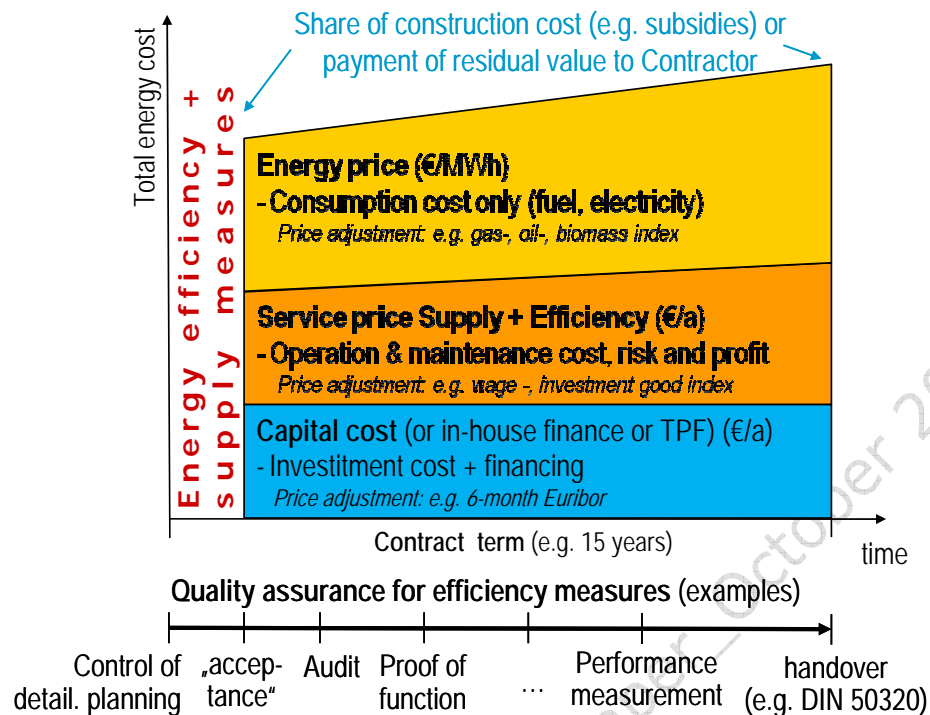 Share of construction cost (e.g. subsidies) or
payment of residual value to Contractor
Total energy cost
Energy efficiency +
supply measures
Energy price (€/MWh)
- Consumption cost only (fuel, electricity)
Price adjustment: e.g. gas-, oil-, biomass index
Service price Supply + Efficiency (€/a)
- Operation & maintenance cost, risk and profit
Price adjustment: e.g. wage -, investment good index
Capital cost (or in-house finance or TPF) (€/a)
- Investitment cost + financing
Price adjustment: e.g. 6-month Euribor
Contract term (e.g. 15 years)
time
Quality assurance for efficiency measures (examples)
Control of
detail. planning
„accep-
tance“
Audit
Proof of
function
...
Performance
measurement
handover
(e.g. DIN 50320)
October